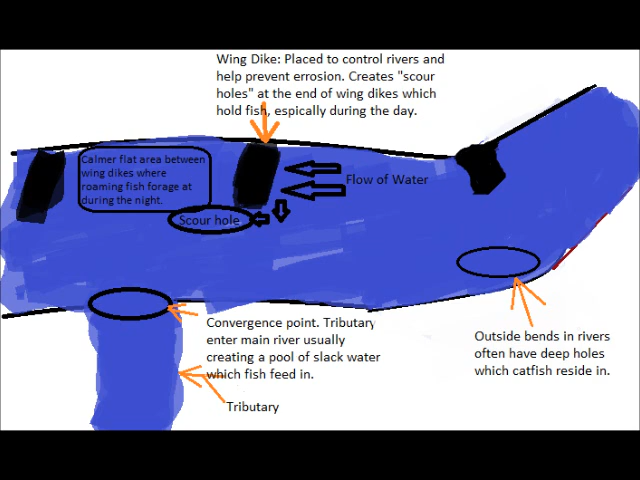 Wing Dike: Placed to control rivers and
help prevent errosion. Creates "scour
holes" at the end of wing dikes which
hold fish, espically during the day.
Calmer flat area between
wing dikes where
roaming fish forage at
during the night.
Flow of Water
Scour hole
Convergence point. Tributary
enter main river usually
creating a pool of slack water
which fish feed in.
Outside bends in rivers
often have deep holes
which catfish reside in.
Tributary